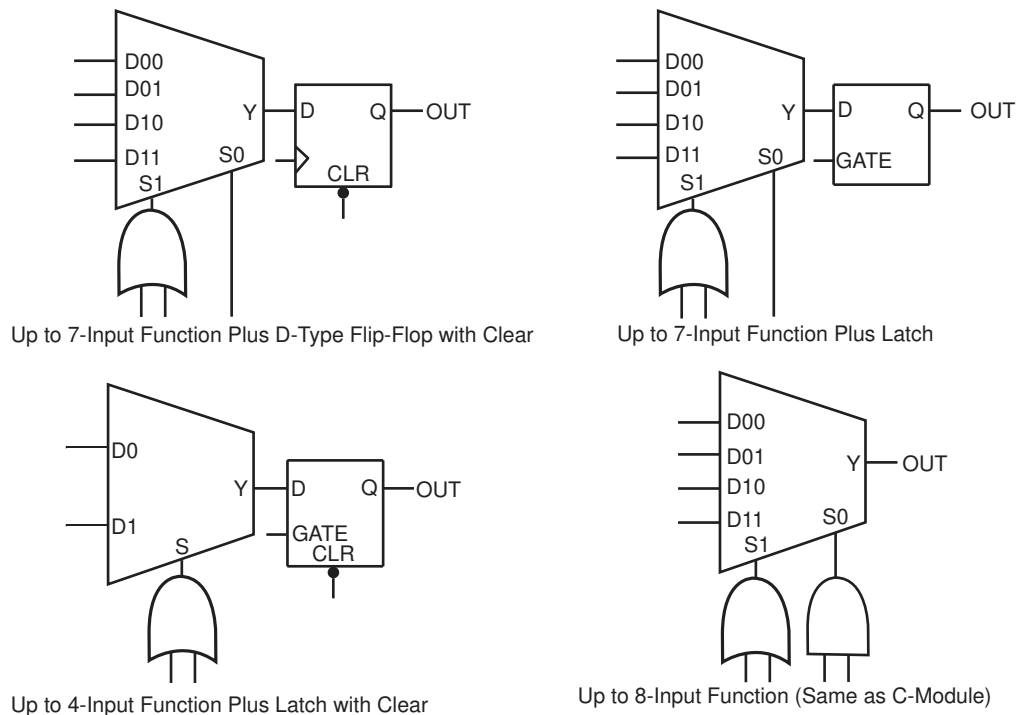 D00
D01
D10
D11
S1
S0
Y
D
Q
CLR
OUT
Up to 7-Input Function Plus D-Type Flip-Flop with Clear
D00
D01
D10
D11
S1
S0
Y
D
Q
GATE
OUT
Up to 7-Input Function Plus Latch
D0
D1
S
Y
D
Q
GATE
CLR
OUT
Up to 4-Input Function Plus Latch with Clear
D00
D01
D10
D11
S1
S0
Y
OUT
Up to 8-Input Function (Same as C-Module)